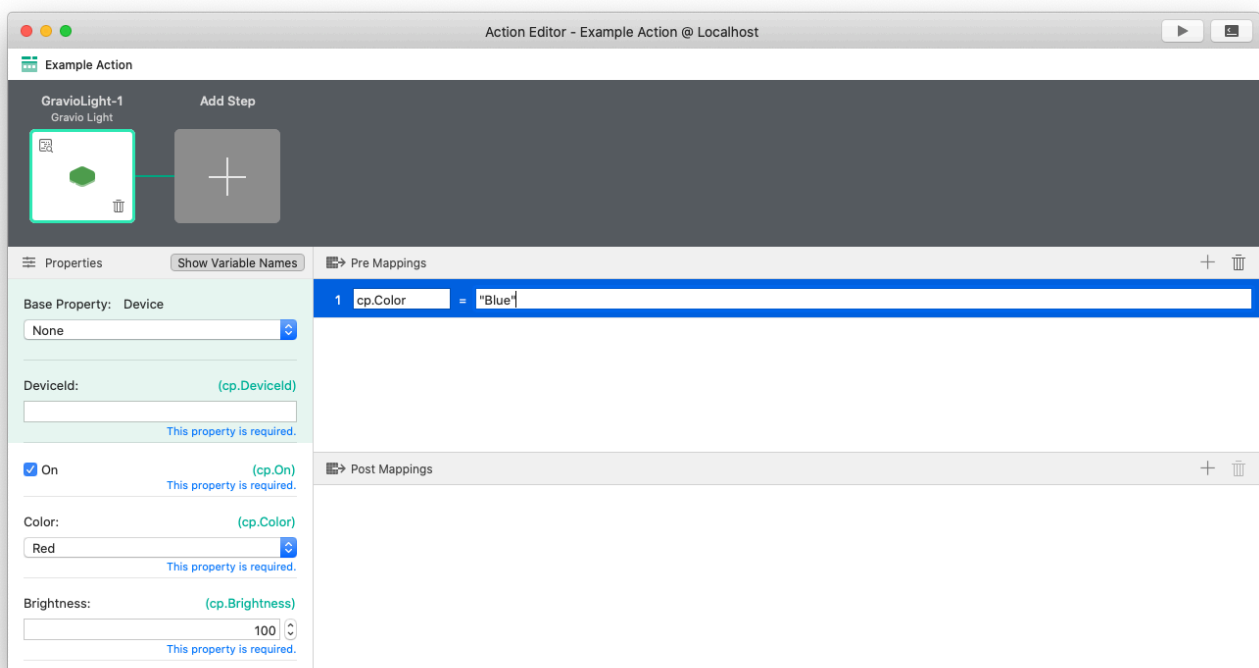 Action Editor - Example Action @ Localhost
Example Action
GravioLight-1
Gravio Light
Add Step
Properties
Show Variable Names
Base Property: Device
None
DeviceId: (cp.DeviceId)
This property is required.
On (cp.On)
This property is required.
Color: (cp.Color)
Red
This property is required.
Brightness: (cp.Brightness)
100
This property is required.
Pre Mappings
1 cp.Color = "Blue"
Post Mappings